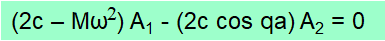 (2c – Mω²) A₁ - (2c cos qa) A₂ = 0